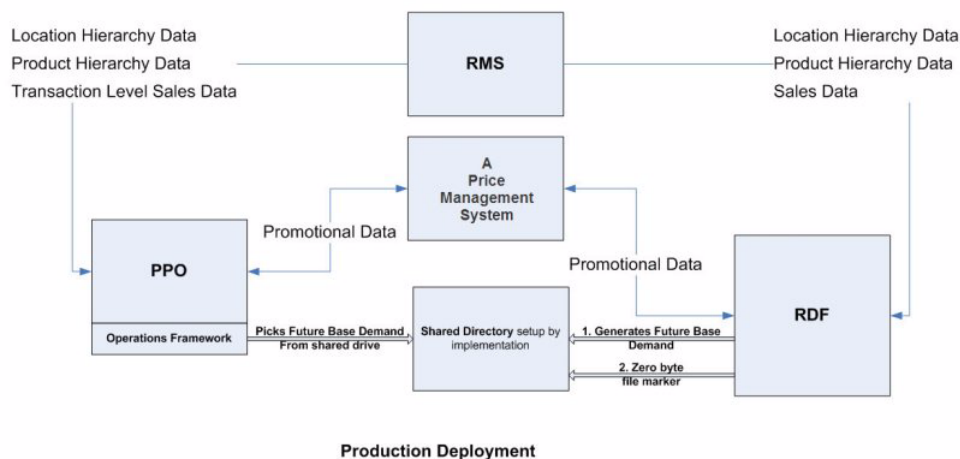 Location Hierarchy Data
Product Hierarchy Data
Transaction Level Sales Data
RMS
Location Hierarchy Data
Product Hierarchy Data
Sales Data
A
Price
Management
System
Promotional Data
Promotional Data
PPO
Operations Framework
Picks Future Base Demand
From shared drive
Shared Directory setup by
implementation
1. Generates Future Base
Demand
2. Zero byte
file marker
RDF
Production Deployment